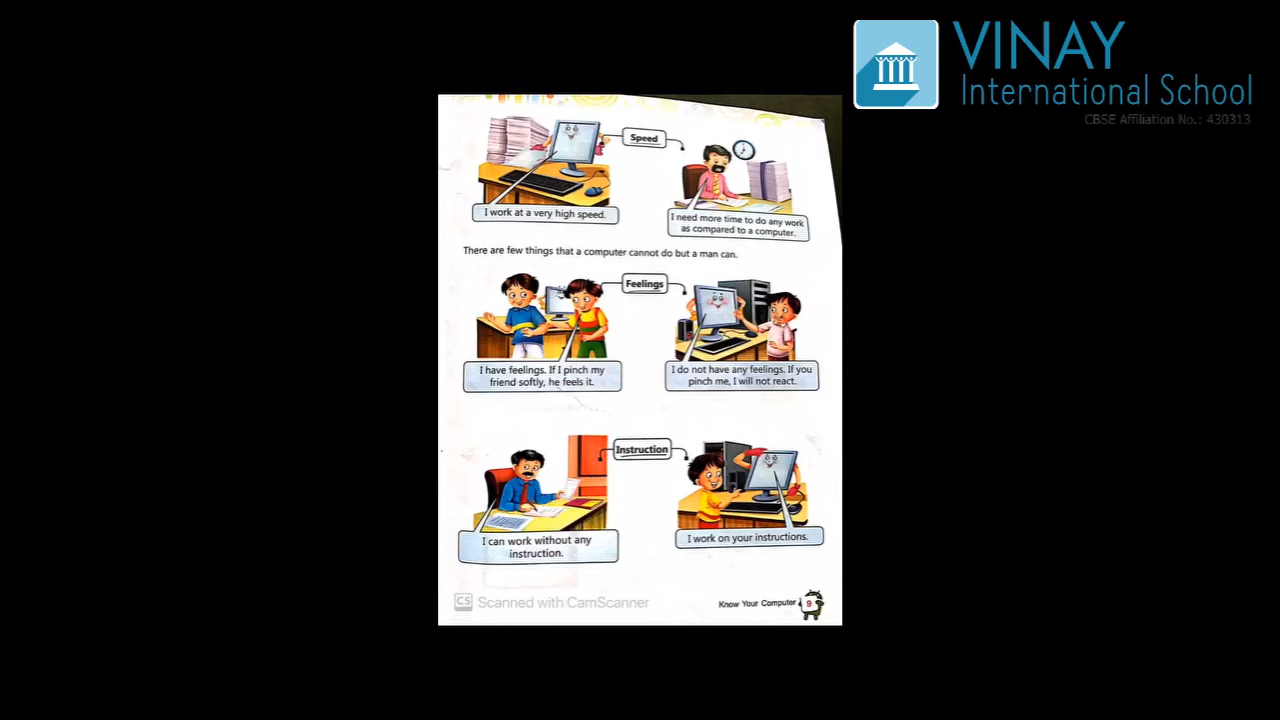 VINAY
International School
CBSE Affiliation No.: 430313
Speed
I work at a very high speed.
I need more time to do any work
as compared to a computer.
There are few things that a computer cannot do but a man can.
Feelings
I have feelings. If I pinch my
friend softly, he feels it.
I do not have any feelings. If you
pinch me, I will not react.
Instruction
I can work without any
instruction.
I work on your instructions.
CS Scanned with CamScanner
Know Your Computer 9